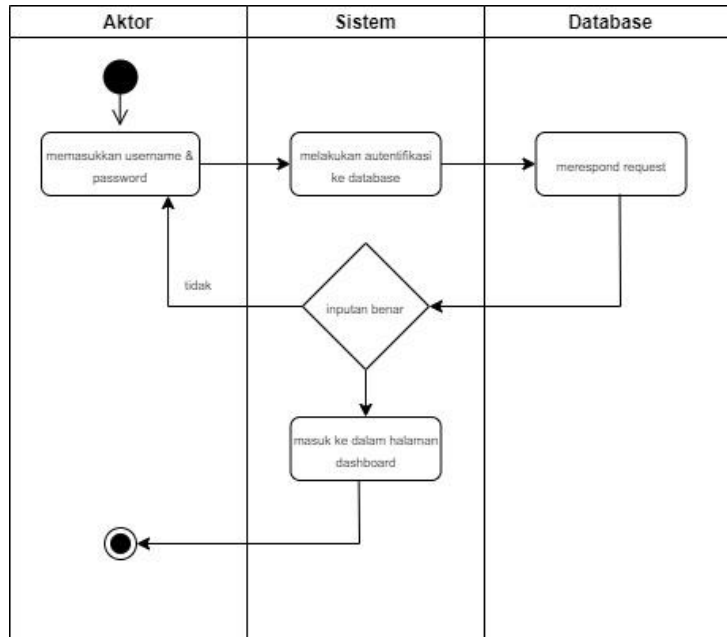 Aktor
Sistem
Database
memasukkan username &
password
melakukan autentifikasi
ke database
merespond request
tidak
inputan benar
masuk ke dalam halaman
dashboard